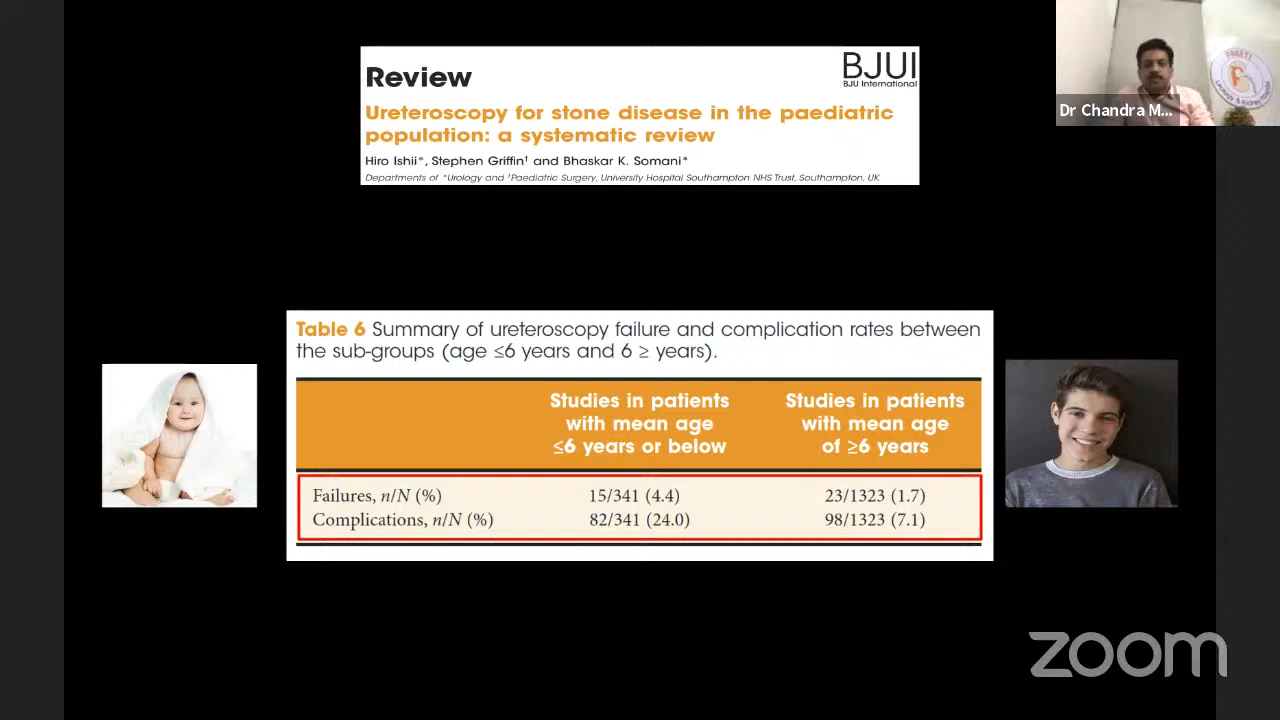 Review
BJUI
BJU International
Ureteroscopy for stone disease in the paediatric
population: a systematic review
Hiro Ishii*, Stephen Griffin† and Bhaskar K. Somani*
Departments of *Urology and †Paediatric Surgery, University Hospital Southampton NHS Trust, Southampton, UK
Dr Chandra M...
Table 6 Summary of ureteroscopy failure and complication rates between
the sub-groups (age ≤6 years and 6 ≥ years).
Studies in patients
with mean age
≤6 years or below
Studies in patients
with mean age
of ≥6 years
Failures, n/N (%) 15/341 (4.4) 23/1323 (1.7)
Complications, n/N (%) 82/341 (24.0) 98/1323 (7.1)
zoom